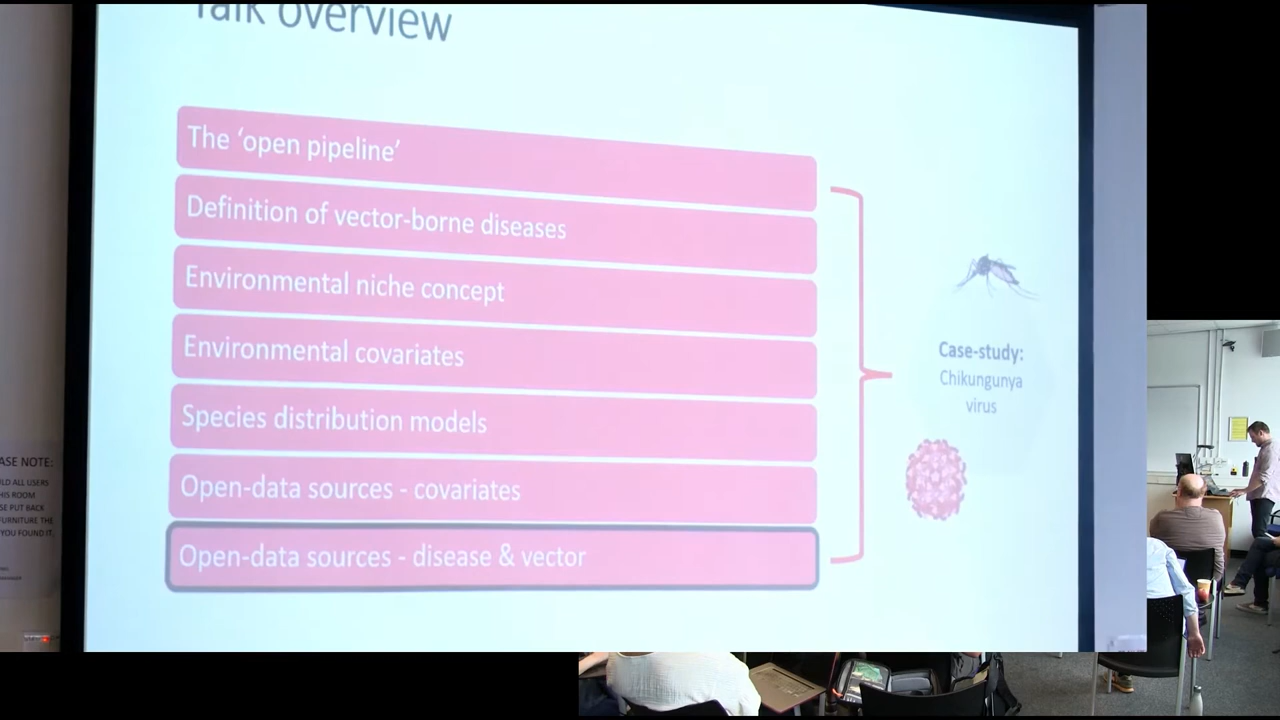 Talk overview
The ‘open pipeline’
Definition of vector-borne diseases
Environmental niche concept
Environmental covariates
Species distribution models
Open-data sources - covariates
Open-data sources - disease & vector
Case-study:
Chikungunya
virus
ASE NOTE:
LD ALL USERS
HIS ROOM
SE PUT BACK
FURNITURE THE
YOU FOUND IT.